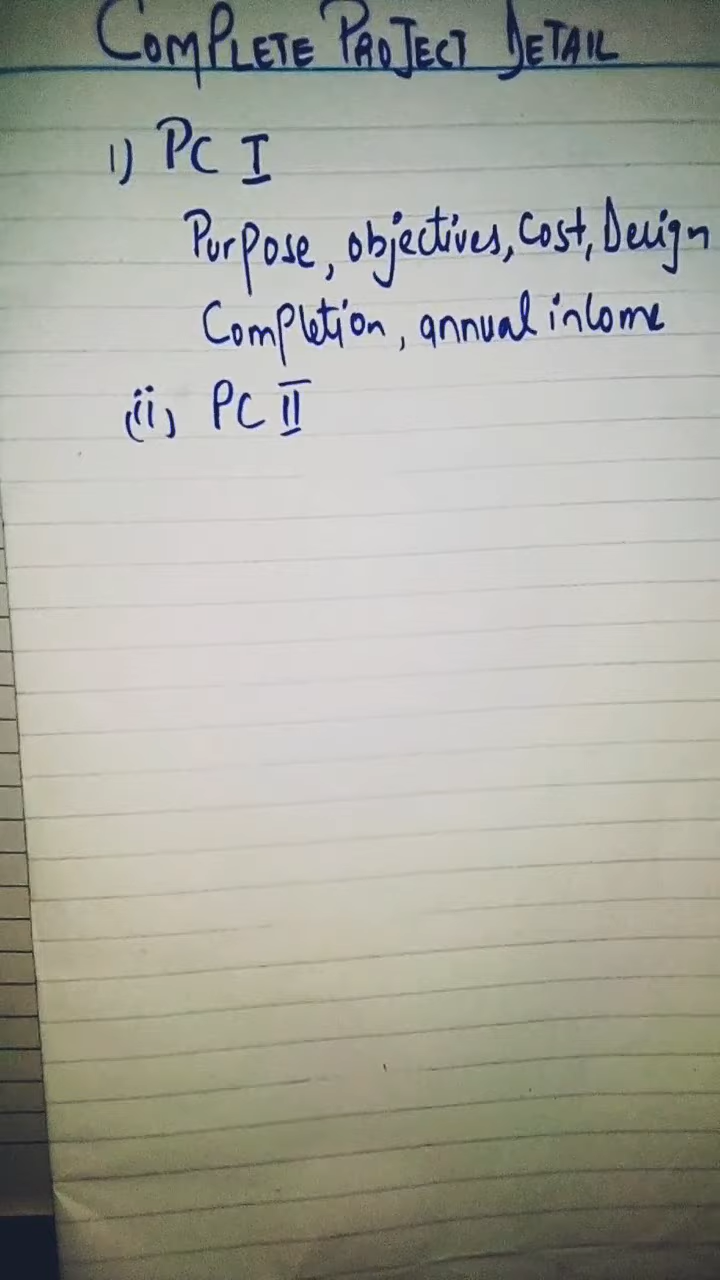 COMPLETE PROJECT DETAIL
1) PC I
Purpose, objectives, Cost, Design
Completion, annual income
(ii) PC II